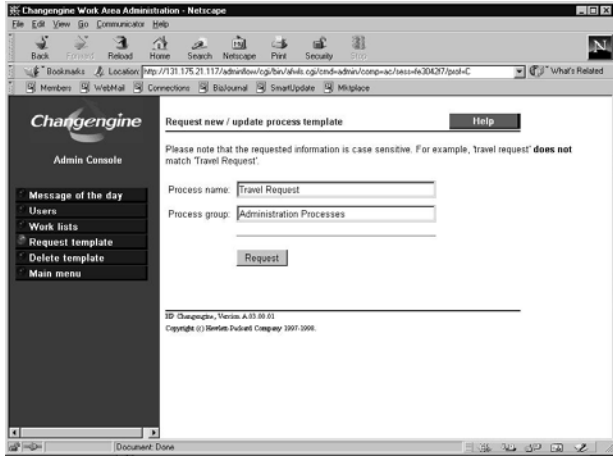 Changengine Work Area Administration - Netscape
File Edit View Go Communicator Help
Back Forward Reload Home Search Netscape Print Security Stop
Bookmarks Location: http://131.175.21.117/adminflow/cgi/bin/afwls.cgi/cmd=admin/comp=ac/sess=fe3042f7/prol=C What's Related
Members WebMail Connections BizJournal SmartUpdate Mktplace
Changengine
Admin Console
Message of the day
Users
Work lists
Request template
Delete template
Main menu
Request new / update process template Help
Please note that the requested information is case sensitive. For example, 'travel request' does not
match 'Travel Request'.
Process name: Travel Request
Process group: Administration Processes
Request
HP Changengine, Version A.03.00.01
Copyright (c) Hewlett-Packard Company 1997-1998.
Document: Done